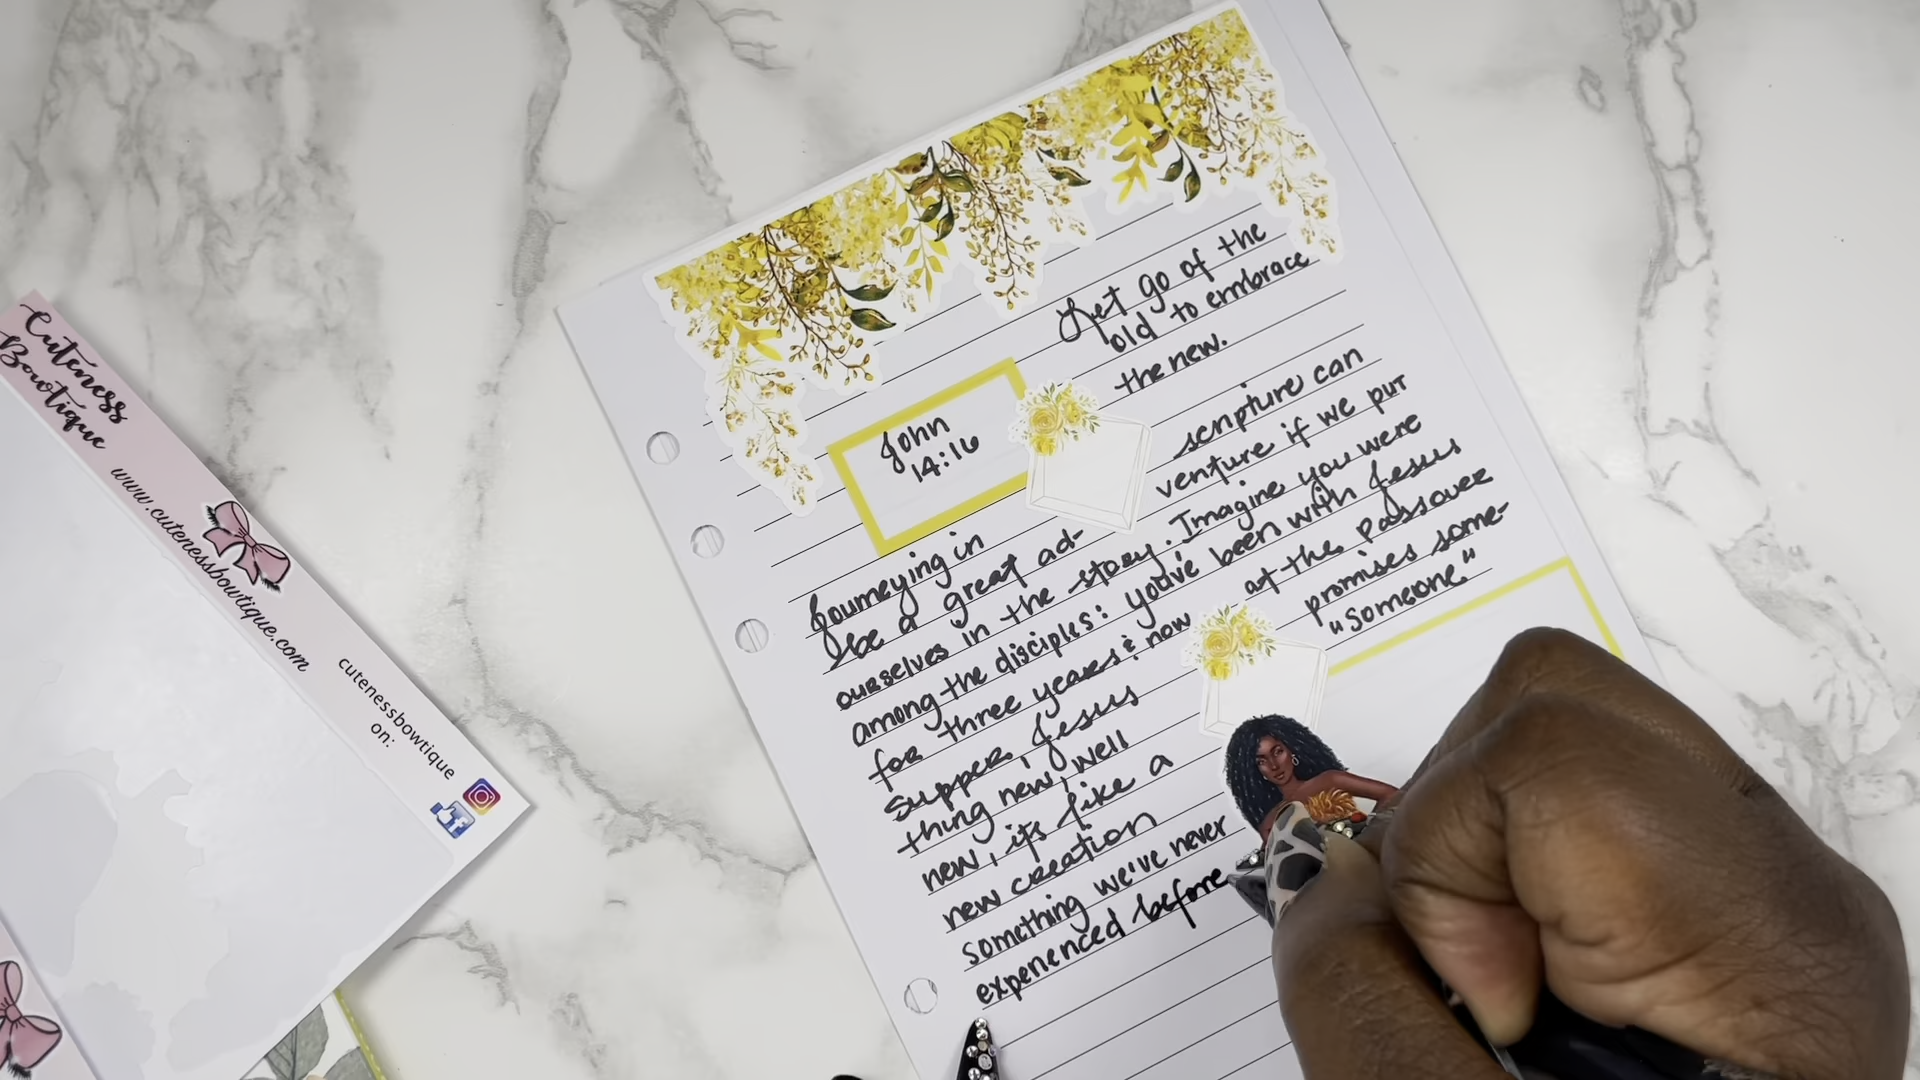 Cuteness
Bowtique
www.cutenessbowtique.com
cutenessbowtique
on:
Let go of the
old to embrace
the new.
John
14:16
Journeying in scripture can
be a great ad- venture if we put
ourselves in the story. Imagine you were
among the disciples: you've been with Jesus
for three years & now at the Passover
supper, Jesus promises some-
thing new, well "someone."
new, its like a
new creation
something we've never
experienced before